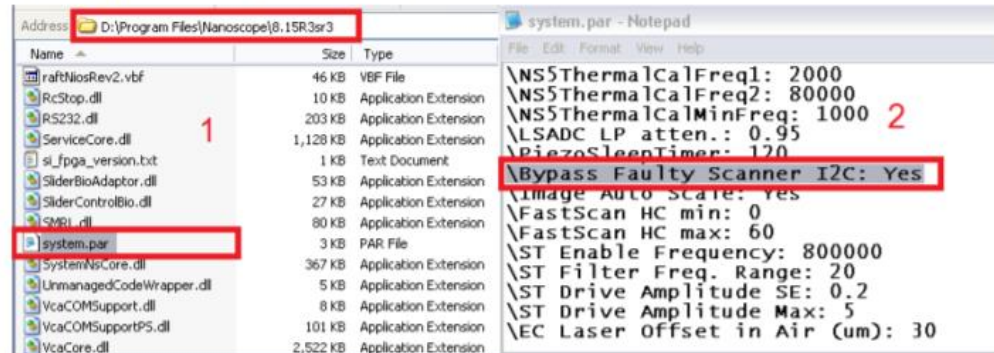 Address D:\Program Files\Nanoscope\8.15R3sr3
Name Size Type
raftNiosRev2.vbf 46 KB VBF File
RcStop.dll 10 KB Application Extension
RS232.dll 203 KB Application Extension
1
ServiceCore.dll 1,128 KB Application Extension
si_fpga_version.txt 1 KB Text Document
SliderBioAdaptor.dll 53 KB Application Extension
SliderControlBio.dll 27 KB Application Extension
SMRL.dll 80 KB Application Extension
system.par 3 KB PAR File
SystemNsCore.dll 367 KB Application Extension
UnmanagedCodeWrapper.dll 5 KB Application Extension
VcaCOMSupport.dll 8 KB Application Extension
VcaCOMSupportPS.dll 101 KB Application Extension
VcaCore.dll 2,522 KB Application Extension
system.par - Notepad
File Edit Format View Help
\NS5ThermalCalFreq1: 2000
\NS5ThermalCalFreq2: 80000
\NS5ThermalCalMinFreq: 1000
2
\LSADC LP atten.: 0.95
\PiezoSleepTimer: 120
\Bypass Faulty Scanner I2C: Yes
\Image Auto Scale: Yes
\FastScan HC min: 0
\FastScan HC max: 60
\ST Enable Frequency: 800000
\ST Filter Freq. Range: 20
\ST Drive Amplitude SE: 0.2
\ST Drive Amplitude Max: 5
\EC Laser Offset in Air (um): 30